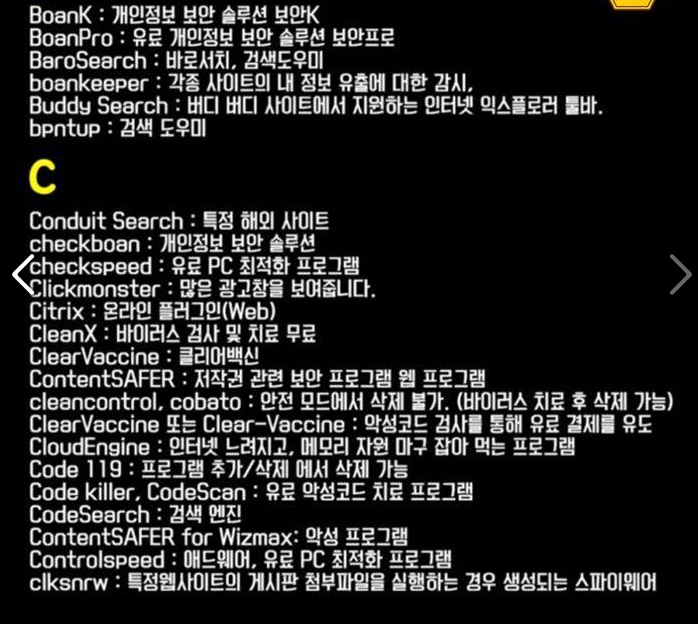 BoanK : 개인정보 보안 솔루션 보안K
BoanPro : 유료 개인정보 보안 솔루션 보안프로
BaroSearch : 바로서치, 검색도우미
boankeeper : 각종 사이트의 내 정보 유출에 대한 감시,
Buddy Search : 버디 버디 사이트에서 지원하는 인터넷 익스플로러 툴바.
bpntup : 검색 도우미
C
Conduit Search : 특정 해외 사이트
checkboan : 개인정보 보안 솔루션
checkspeed : 유료 PC 최적화 프로그램
Clickmonster : 많은 광고창을 보여줍니다.
Citrix : 온라인 플러그인(Web)
CleanX : 바이러스 검사 및 치료 무료
ClearVaccine : 클리어백신
ContentSAFER : 저작권 관련 보안 프로그램 웹 프로그램
cleancontrol, cobato : 안전 모드에서 삭제 불가. (바이러스 치료 후 삭제 가능)
ClearVaccine 또는 Clear-Vaccine : 악성코드 검사를 통해 유료 결제를 유도
CloudEngine : 인터넷 느려지고, 메모리 자원 마구 잡아 먹는 프로그램
Code 119 : 프로그램 추가/삭제 에서 삭제 가능
Code killer, CodeScan : 유료 악성코드 치료 프로그램
CodeSearch : 검색 엔진
ContentSAFER for Wizmax: 악성 프로그램
Controlspeed : 애드웨어, 유료 PC 최적화 프로그램
clksnrw : 특정웹사이트의 게시판 첨부파일을 실행하는 경우 생성되는 스파이웨어